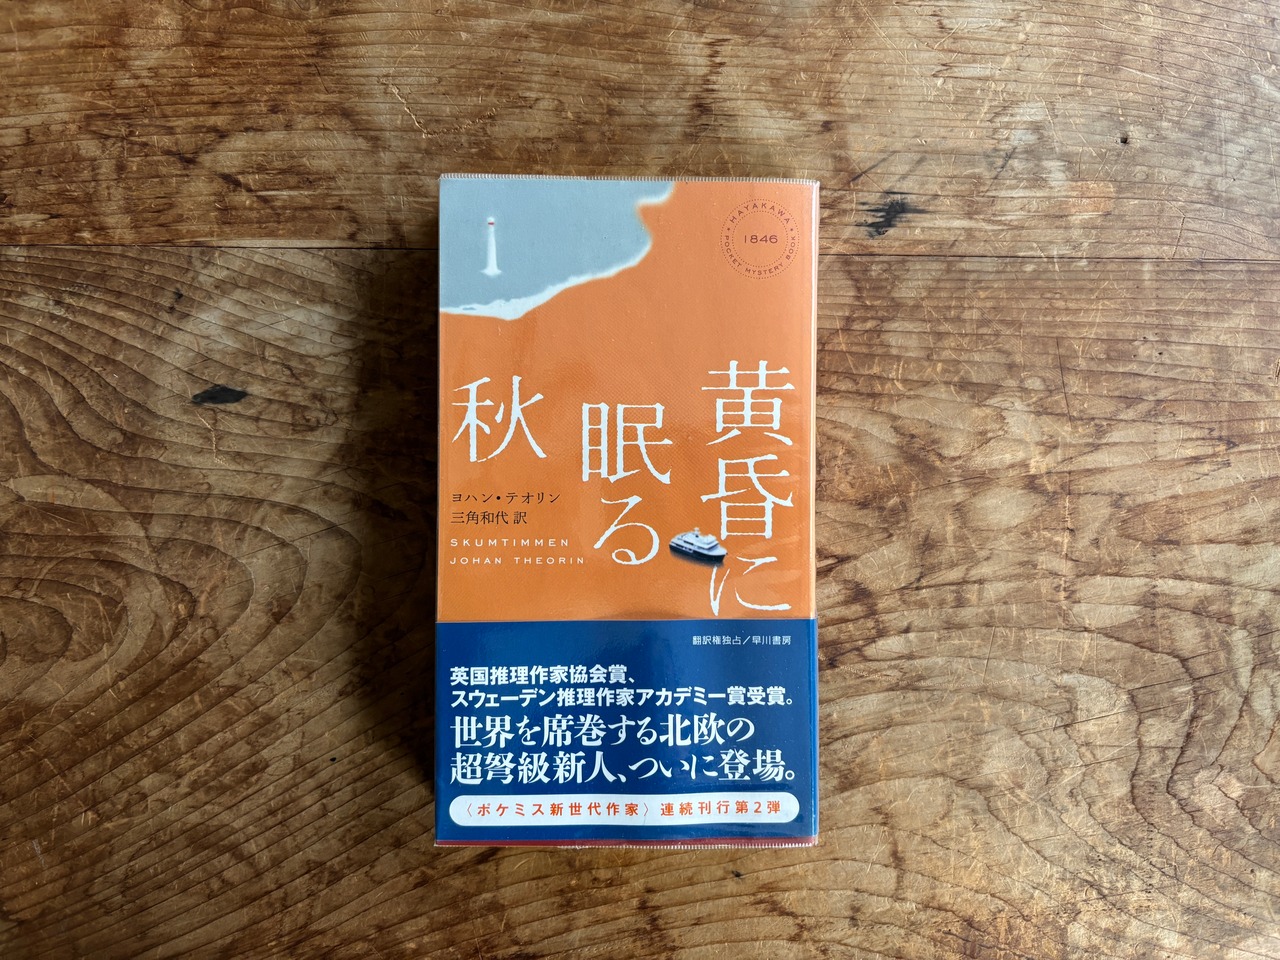 HAYAKAWA
1846
POCKET MYSTERY BOOK
黄昏に
眠る
秋
ヨハン・テオリン
三角和代 訳
SKUMTIMMEN
JOHAN THEORIN
翻訳権独占／早川書房
英国推理作家協会賞、
スウェーデン推理作家アカデミー賞受賞。
世界を席巻する北欧の
超弩級新人、ついに登場。
〈ポケミス新世代作家〉連続刊行第2弾